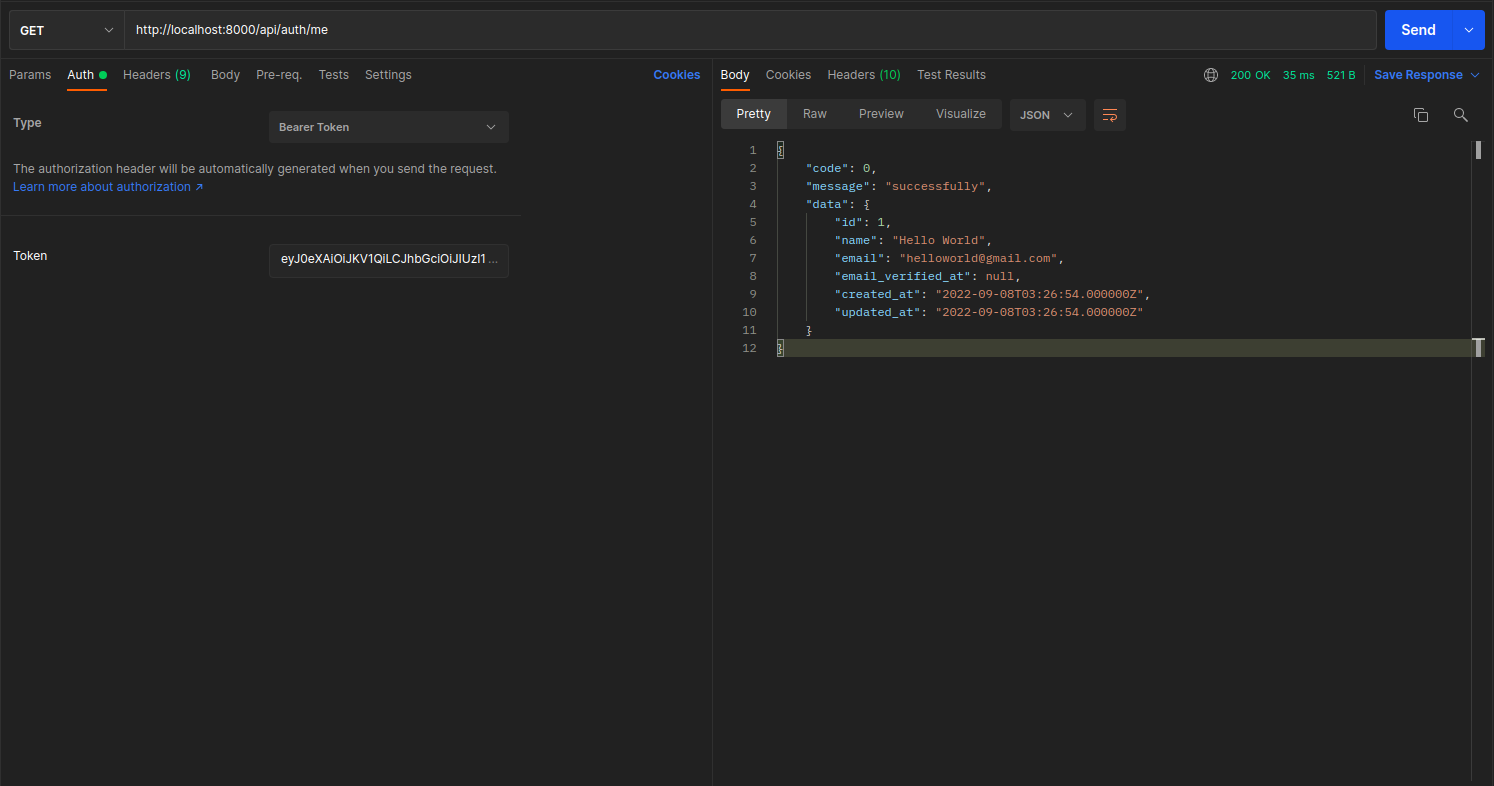 GET http://localhost:8000/api/auth/me Send
Params Auth Headers (9) Body Pre-req. Tests Settings Cookies
Type Bearer Token
The authorization header will be automatically generated when you send the request.
Learn more about authorization ↗
Token eyJ0eXAiOiJKV1QiLCJhbGciOiJIUzI1 ...
Body Cookies Headers (10) Test Results 200 OK 35 ms 521 B Save Response
Pretty Raw Preview Visualize JSON
1 {
2 "code": 0,
3 "message": "successfully",
4 "data": {
5 "id": 1,
6 "name": "Hello World",
7 "email": "helloworld@gmail.com",
8 "email_verified_at": null,
9 "created_at": "2022-09-08T03:26:54.000000Z",
10 "updated_at": "2022-09-08T03:26:54.000000Z"
11 }
12 }